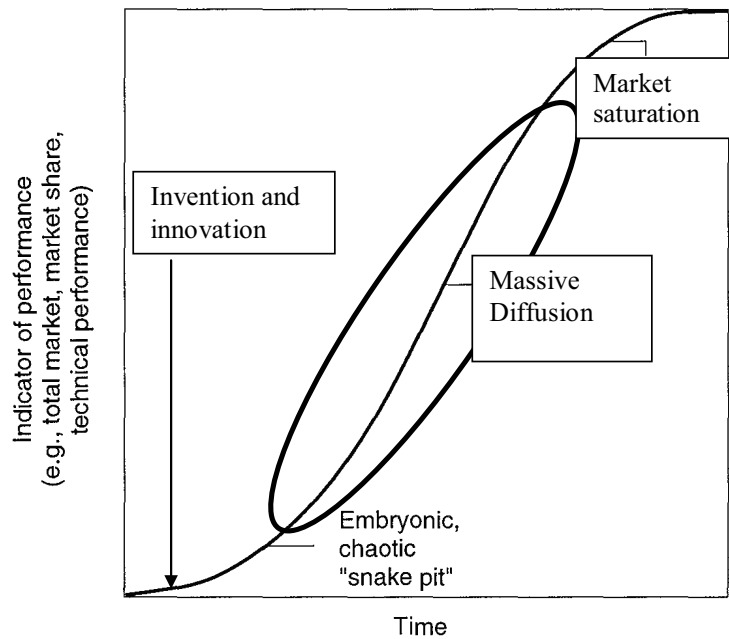 Indicator of performance
(e.g., total market, market share,
technical performance)
Invention and
innovation
Market
saturation
Massive
Diffusion
Embryonic,
chaotic
"snake pit"
Time